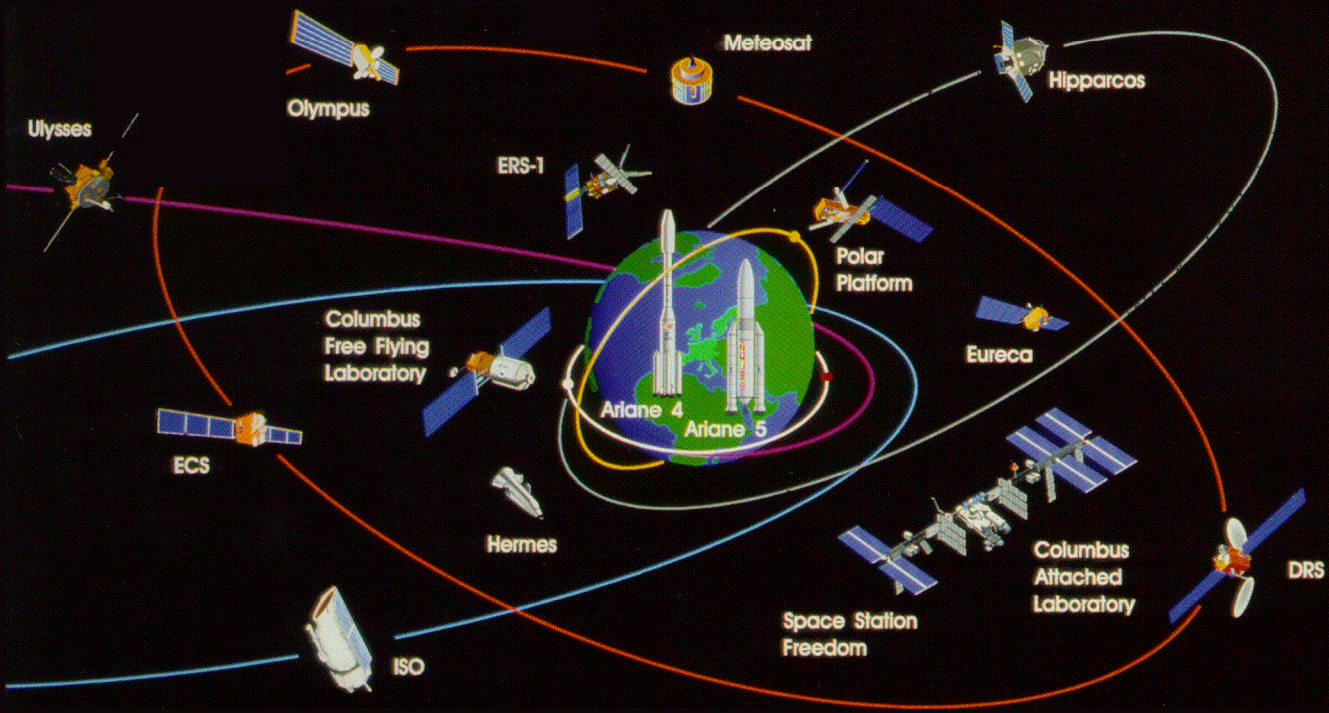 Meteosat
Hipparcos
Olympus
Ulysses
ERS-1
Polar
Platform
Columbus
Free Flying
Laboratory
Eureca
Ariane 4
Ariane 5
ECS
Hermes
Columbus
Attached
Laboratory
DRS
Space Station
Freedom
ISO